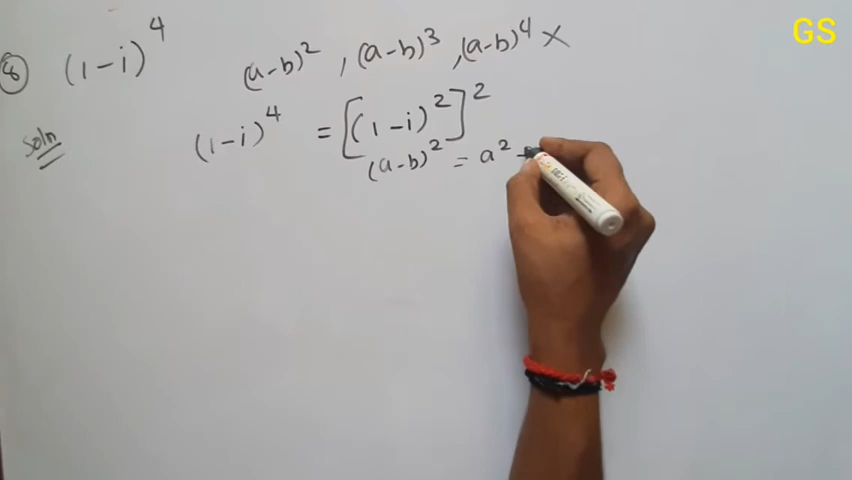 GS
⑧ (1-i)^4 (a-b)^2 , (a-b)^3 , (a-b)^4 ×
Soln (1-i)^4 = [(1-i)^2]^2
(a-b)^2 = a^2 -